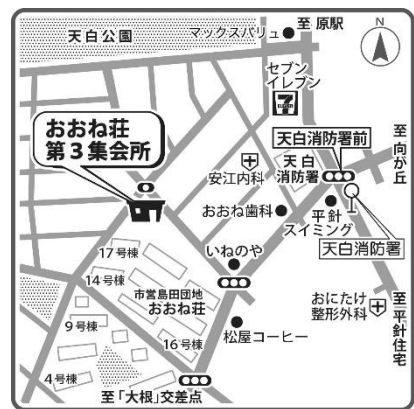 天白公園
マックスバリュ
至 原駅
N
セブン
イレブン
7
ELEVEN
おおね荘
第3集会所
天白消防署前
至 向が丘
安江内科
天白
消防署
おおね歯科
平針
スイミング
天白消防署
17号棟
いねのや
14号棟
市営島田団地
おおね荘
9号棟
16号棟
松屋コーヒー
おにたけ
整形外科
至 平針住宅
4号棟
至「大根」交差点